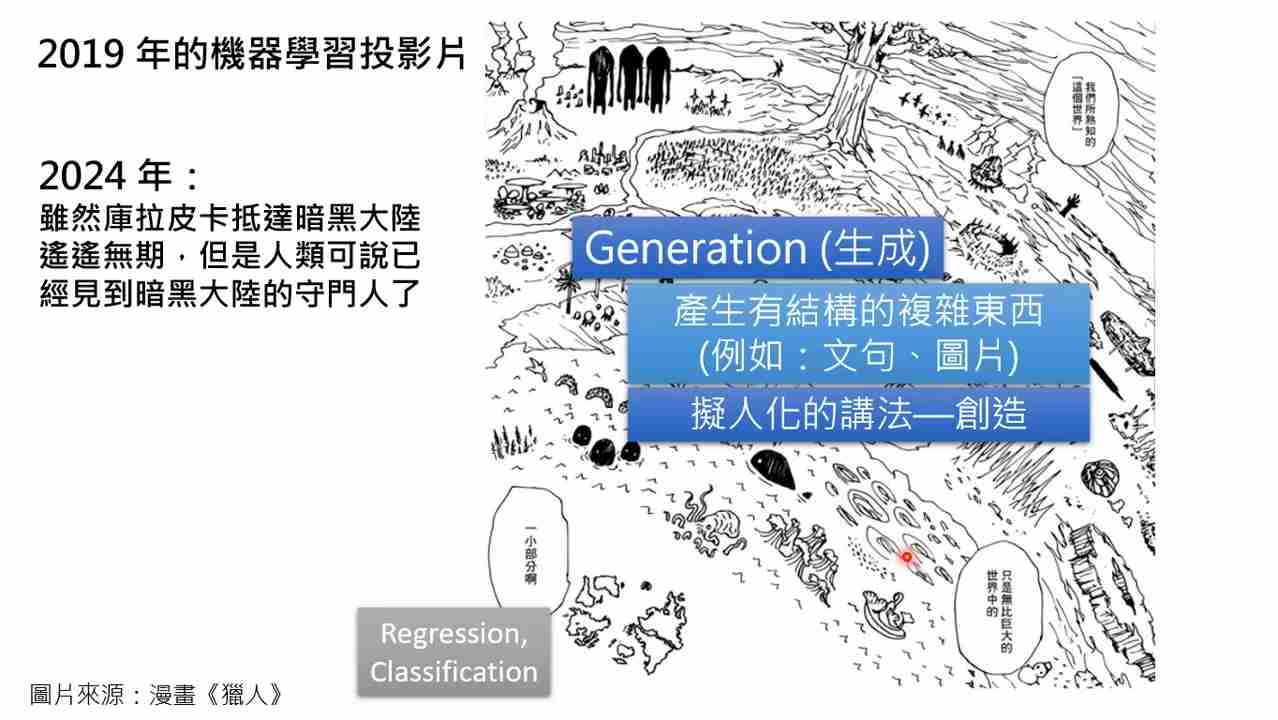 2019 年的機器學習投影片
2024 年：
雖然庫拉皮卡抵達暗黑大陸
遙遙無期，但是人類可說已
經見到暗黑大陸的守門人了
我們所熟知的
「這個世界」
Generation (生成)
產生有結構的複雜東西
(例如：文句、圖片)
擬人化的講法—創造
只是無比巨大的
世界中的
一小部分啊
Regression,
Classification
圖片來源：漫畫《獵人》